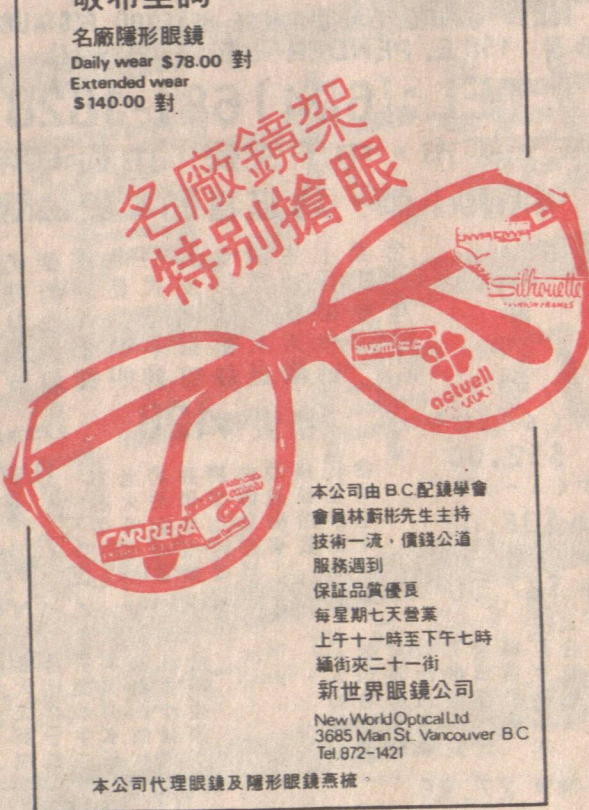 名廠隱形眼鏡
Daily wear $78.00 對
Extended wear
$140.00 對
名廠鏡架
特別搶眼
Silhouette
actuell
CARRERA
本公司由B.C.配鏡學會
會員林蔚彬先生主持
技術一流，價錢公道
服務週到
保証品質優良
每星期七天營業
上午十一時至下午七時
緬街夾二十一街
新世界眼鏡公司
New World Optical Ltd.
3685 Main St. Vancouver B.C
Tel. 872-1421
本公司代理眼鏡及隱形眼鏡燕梳。